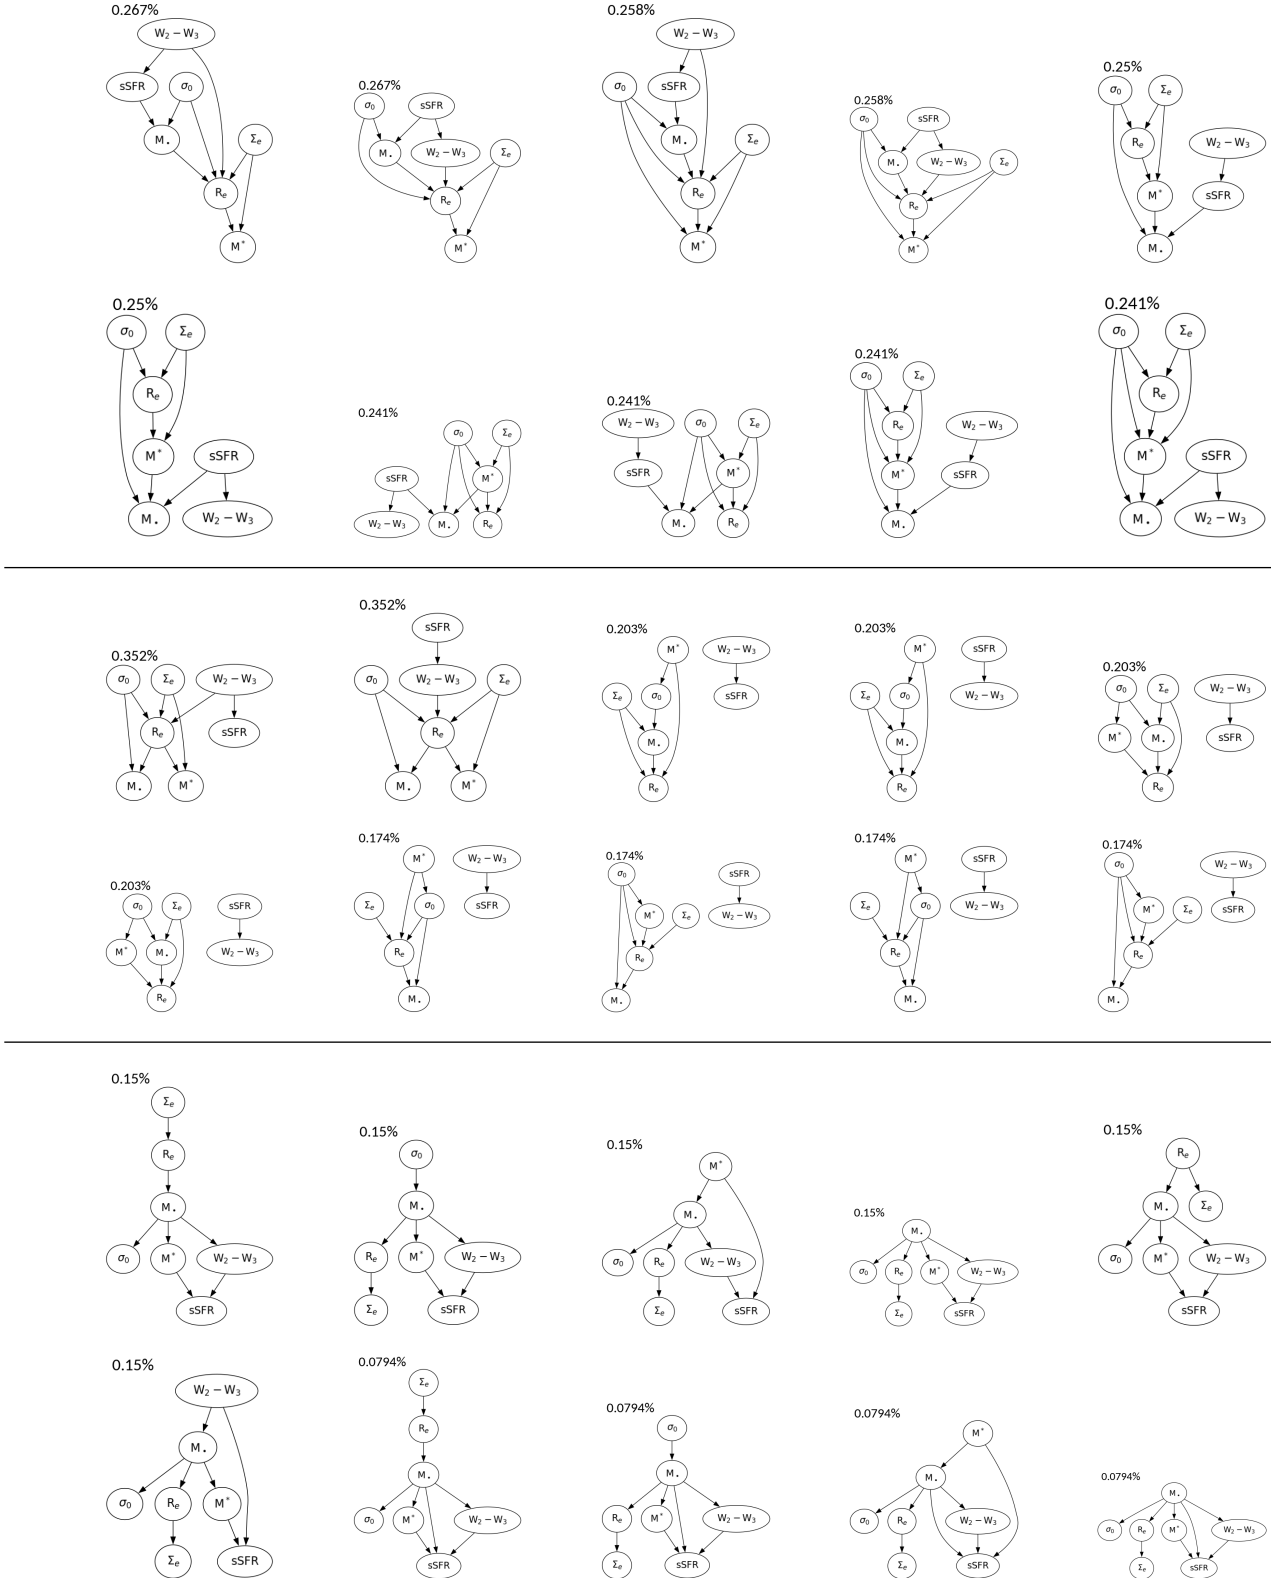 0.267%
W₂ − W₃
sSFR
σ₀
M•
Σₑ
Rₑ
M*
0.267%
σ₀
sSFR
M•
W₂ − W₃
Σₑ
Rₑ
M*
0.258%
W₂ − W₃
σ₀
sSFR
M•
Σₑ
Rₑ
M*
0.258%
σ₀
sSFR
M•
W₂ − W₃
Σₑ
Rₑ
M*
0.25%
σ₀
Σₑ
Rₑ
W₂ − W₃
M*
sSFR
M•
0.25%
σ₀
Σₑ
Rₑ
M*
sSFR
M•
W₂ − W₃
0.241%
σ₀
Σₑ
sSFR
M*
W₂ − W₃
M•
Rₑ
0.241%
W₂ − W₃
σ₀
Σₑ
sSFR
M*
M•
Rₑ
0.241%
σ₀
Σₑ
Rₑ
W₂ − W₃
M*
sSFR
M•
0.241%
σ₀
Σₑ
Rₑ
M*
sSFR
M•
W₂ − W₃
0.352%
σ₀
Σₑ
W₂ − W₃
Rₑ
sSFR
M•
M*
0.352%
sSFR
σ₀
W₂ − W₃
Σₑ
Rₑ
M•
M*
0.203%
M*
W₂ − W₃
Σₑ
σ₀
sSFR
M•
Rₑ
0.203%
M*
sSFR
Σₑ
σ₀
W₂ − W₃
M•
Rₑ
0.203%
σ₀
Σₑ
W₂ − W₃
M*
M•
sSFR
Rₑ
0.203%
σ₀
Σₑ
sSFR
M*
M•
W₂ − W₃
Rₑ
0.174%
M*
W₂ − W₃
Σₑ
σ₀
sSFR
Rₑ
M•
0.174%
σ₀
sSFR
M*
Σₑ
W₂ − W₃
Rₑ
M•
0.174%
M*
sSFR
Σₑ
σ₀
W₂ − W₃
Rₑ
M•
0.174%
σ₀
W₂ − W₃
M*
Σₑ
sSFR
Rₑ
M•
0.15%
Σₑ
Rₑ
M•
σ₀
M*
W₂ − W₃
sSFR
0.15%
σ₀
M•
Rₑ
M*
W₂ − W₃
Σₑ
sSFR
0.15%
M*
M•
σ₀
Rₑ
W₂ − W₃
Σₑ
sSFR
0.15%
M•
σ₀
Rₑ
M*
W₂ − W₃
Σₑ
sSFR
0.15%
Rₑ
M•
Σₑ
σ₀
M*
W₂ − W₃
sSFR
0.15%
W₂ − W₃
M•
σ₀
Rₑ
M*
Σₑ
sSFR
0.0794%
Σₑ
Rₑ
M•
σ₀
M*
W₂ − W₃
sSFR
0.0794%
σ₀
M•
Rₑ
M*
W₂ − W₃
Σₑ
sSFR
0.0794%
M*
M•
σ₀
Rₑ
W₂ − W₃
Σₑ
sSFR
0.0794%
M•
σ₀
Rₑ
M*
W₂ − W₃
Σₑ
sSFR